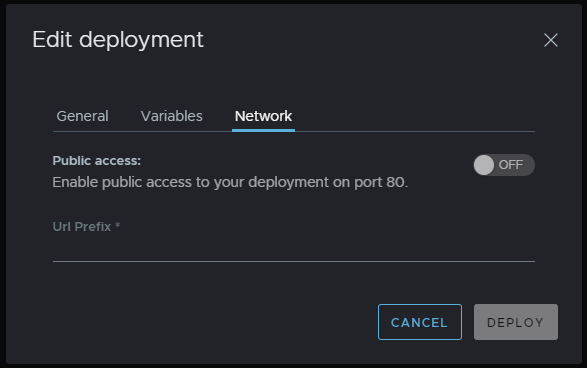 Edit deployment
General Variables Network
Public access:
OFF
Enable public access to your deployment on port 80.
Url Prefix *
CANCEL DEPLOY